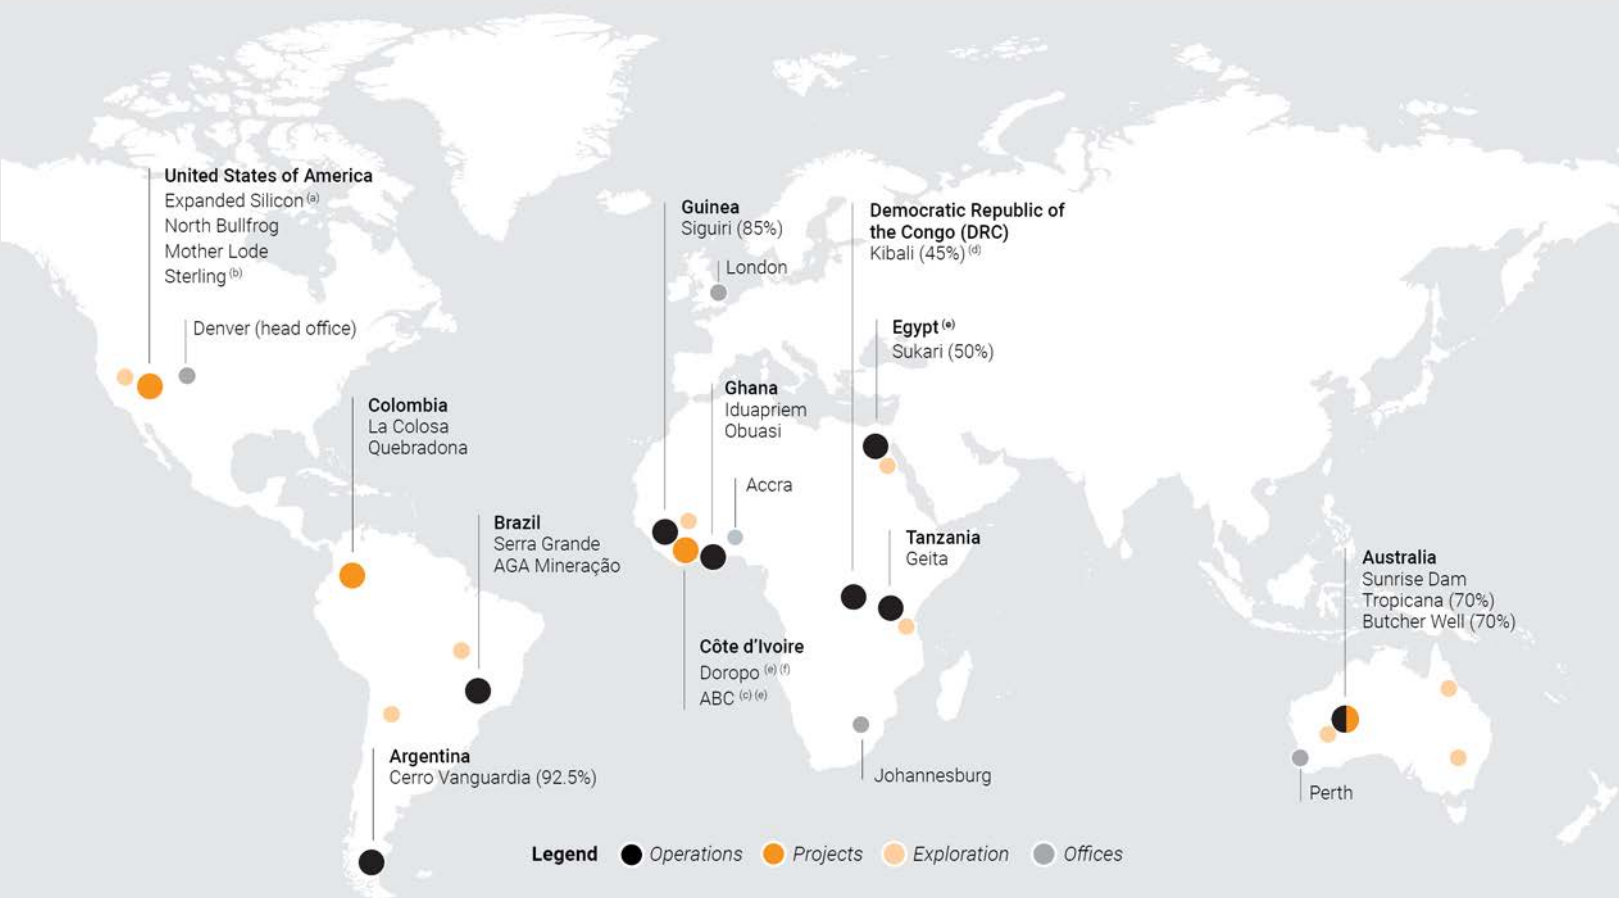 United States of America
Expanded Silicon (a)
North Bullfrog
Mother Lode
Sterling (b)
Denver (head office)
Colombia
La Colosa
Quebradona
Brazil
Serra Grande
AGA Mineração
Argentina
Cerro Vanguardia (92.5%)
Guinea
Siguiri (85%)
London
Ghana
Iduapriem
Obuasi
Accra
Côte d'Ivoire
Doropo (e) (f)
ABC (c) (e)
Democratic Republic of
the Congo (DRC)
Kibali (45%) (d)
Egypt (e)
Sukari (50%)
Tanzania
Geita
Johannesburg
Australia
Sunrise Dam
Tropicana (70%)
Butcher Well (70%)
Perth
Legend Operations Projects Exploration Offices